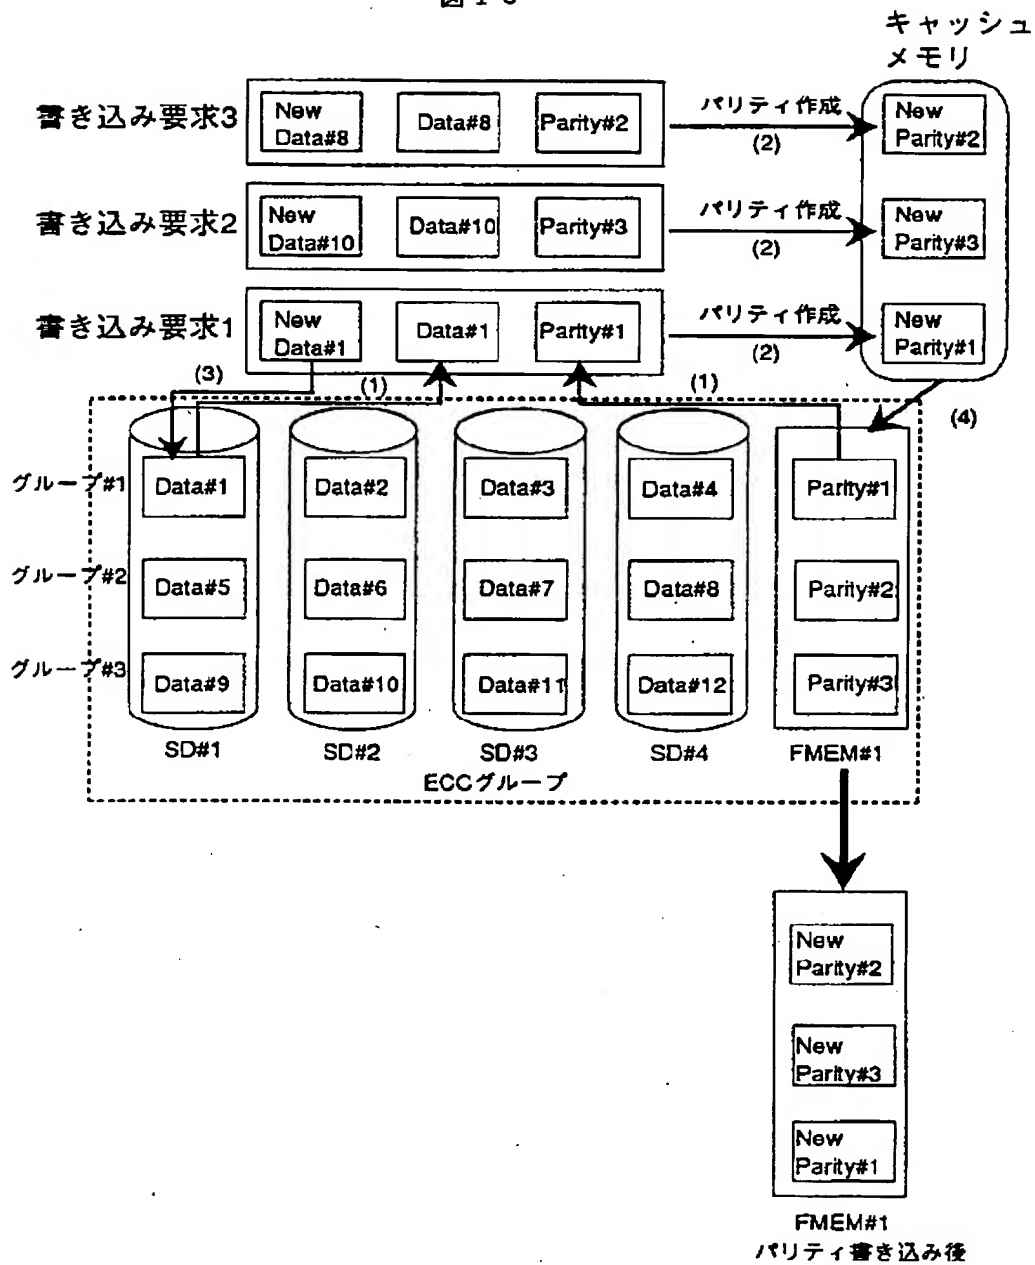 キャッシュ
メモリ
書き込み要求3
New
Data#8
Data#8
Parity#2
パリティ作成
(2)
New
Parity#2
書き込み要求2
New
Data#10
Data#10
Parity#3
パリティ作成
(2)
New
Parity#3
書き込み要求1
New
Data#1
Data#1
Parity#1
パリティ作成
(2)
New
Parity#1
(3)
(1)
(1)
(4)
グループ#1
Data#1
Data#2
Data#3
Data#4
Parity#1
グループ#2
Data#5
Data#6
Data#7
Data#8
Parity#2
グループ#3
Data#9
Data#10
Data#11
Data#12
Parity#3
SD#1
SD#2
SD#3
SD#4
FMEM#1
ECCグループ
New
Parity#2
New
Parity#3
New
Parity#1
FMEM#1
パリティ書き込み後